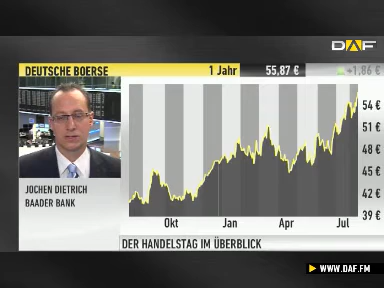 DAF
DEUTSCHE BOERSE 1 Jahr 55,87 € +1,86 €
54 €
51 €
48 €
45 €
42 €
39 €
Okt Jan Apr Jul
JOCHEN DIETRICH
BAADER BANK
DER HANDELSTAG IM ÜBERBLICK
WWW.DAF.FM